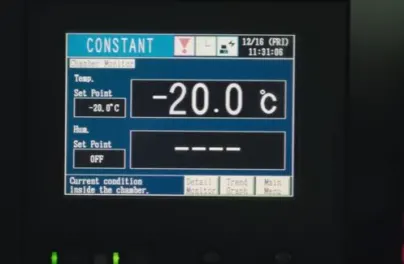 CONSTANT
12/16 (FRI)
11:31:06
Chamber Monitor
Temp.
Set Point
-20.0°C
-20.0 ℃
Hum.
Set Point
OFF
----
Current condition
inside the chamber.
Detail
Monitor
Trend
Graph
Main
Menu